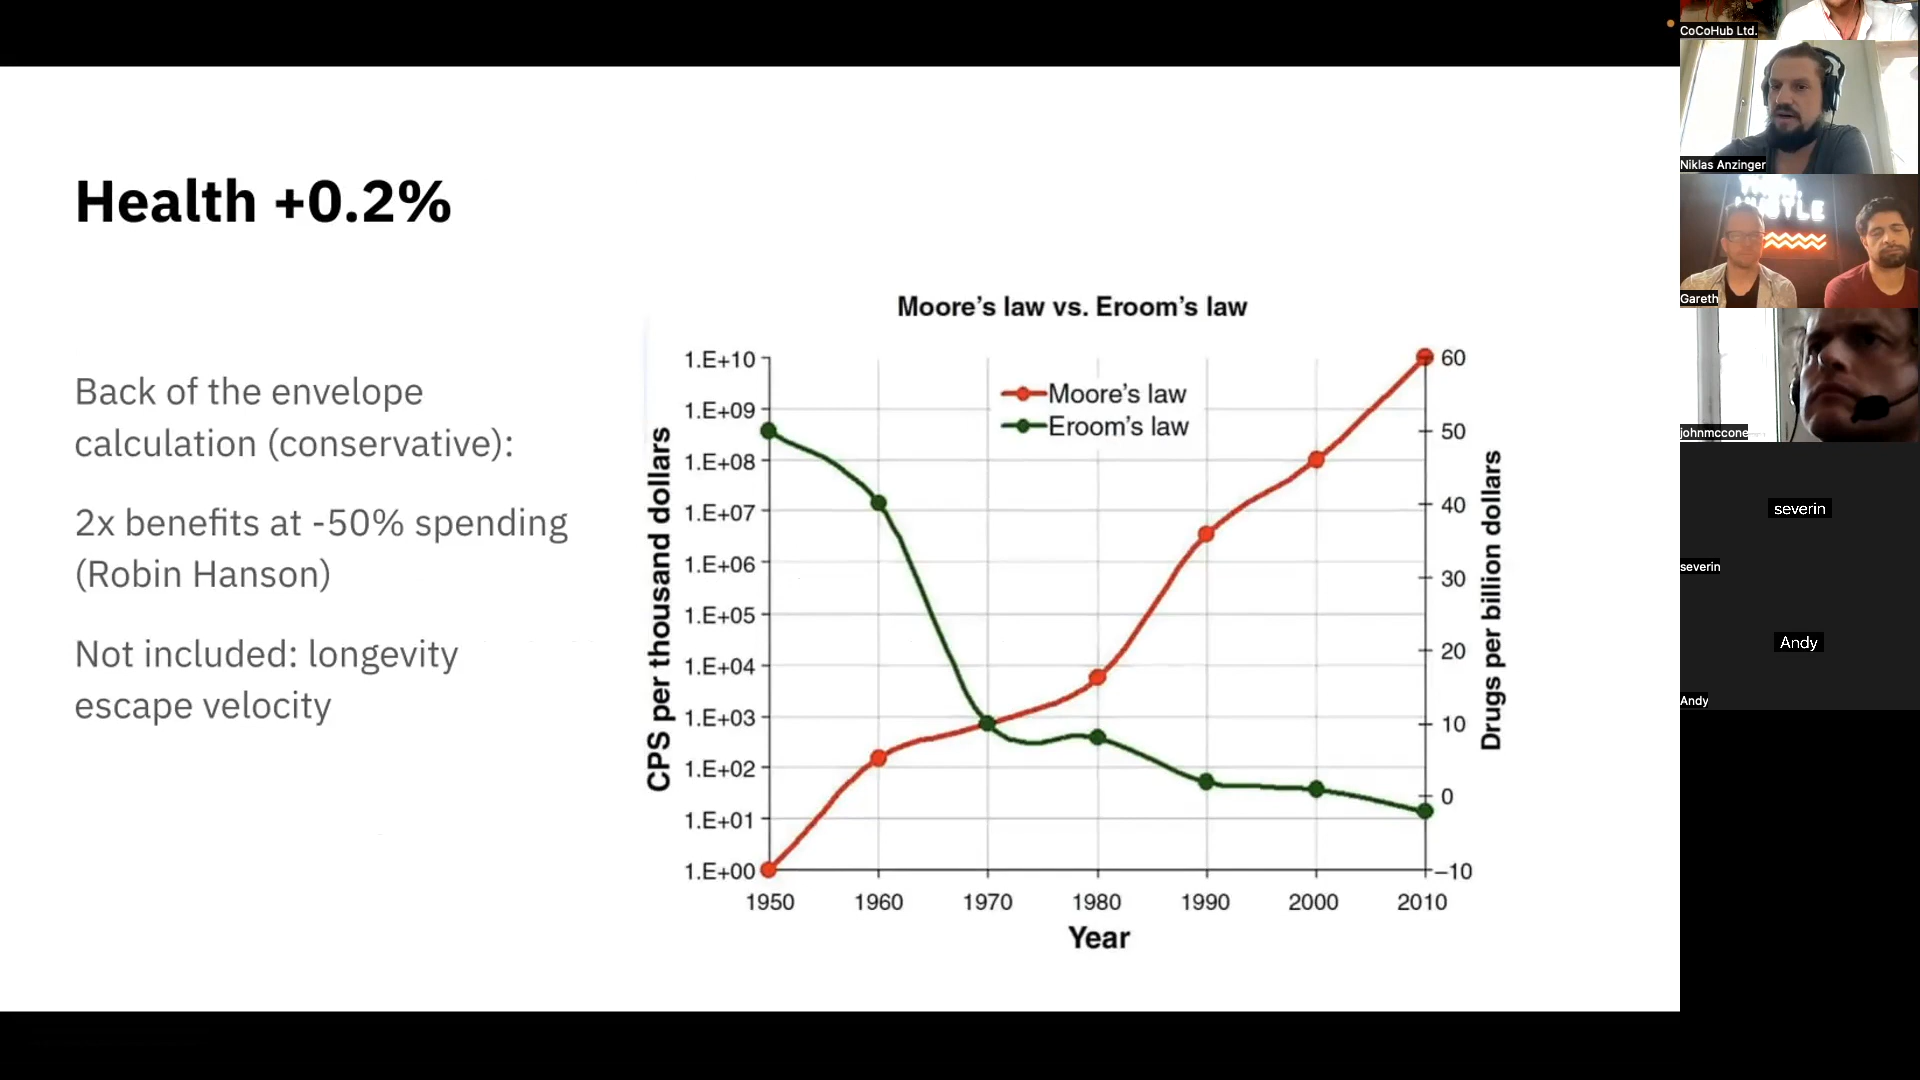 Health +0.2%
Back of the envelope
calculation (conservative):
2x benefits at -50% spending
(Robin Hanson)
Not included: longevity
escape velocity
Moore’s law vs. Eroom’s law
Moore’s law
Eroom’s law
CPS per thousand dollars
1.E+10
1.E+09
1.E+08
1.E+07
1.E+06
1.E+05
1.E+04
1.E+03
1.E+02
1.E+01
1.E+00
60
50
40
30
20
10
0
–10
Drugs per billion dollars
1950 1960 1970 1980 1990 2000 2010
Year
CoCoHub Ltd.
Niklas Anzinger
Gareth
johnmccone
severin
severin
Andy
Andy